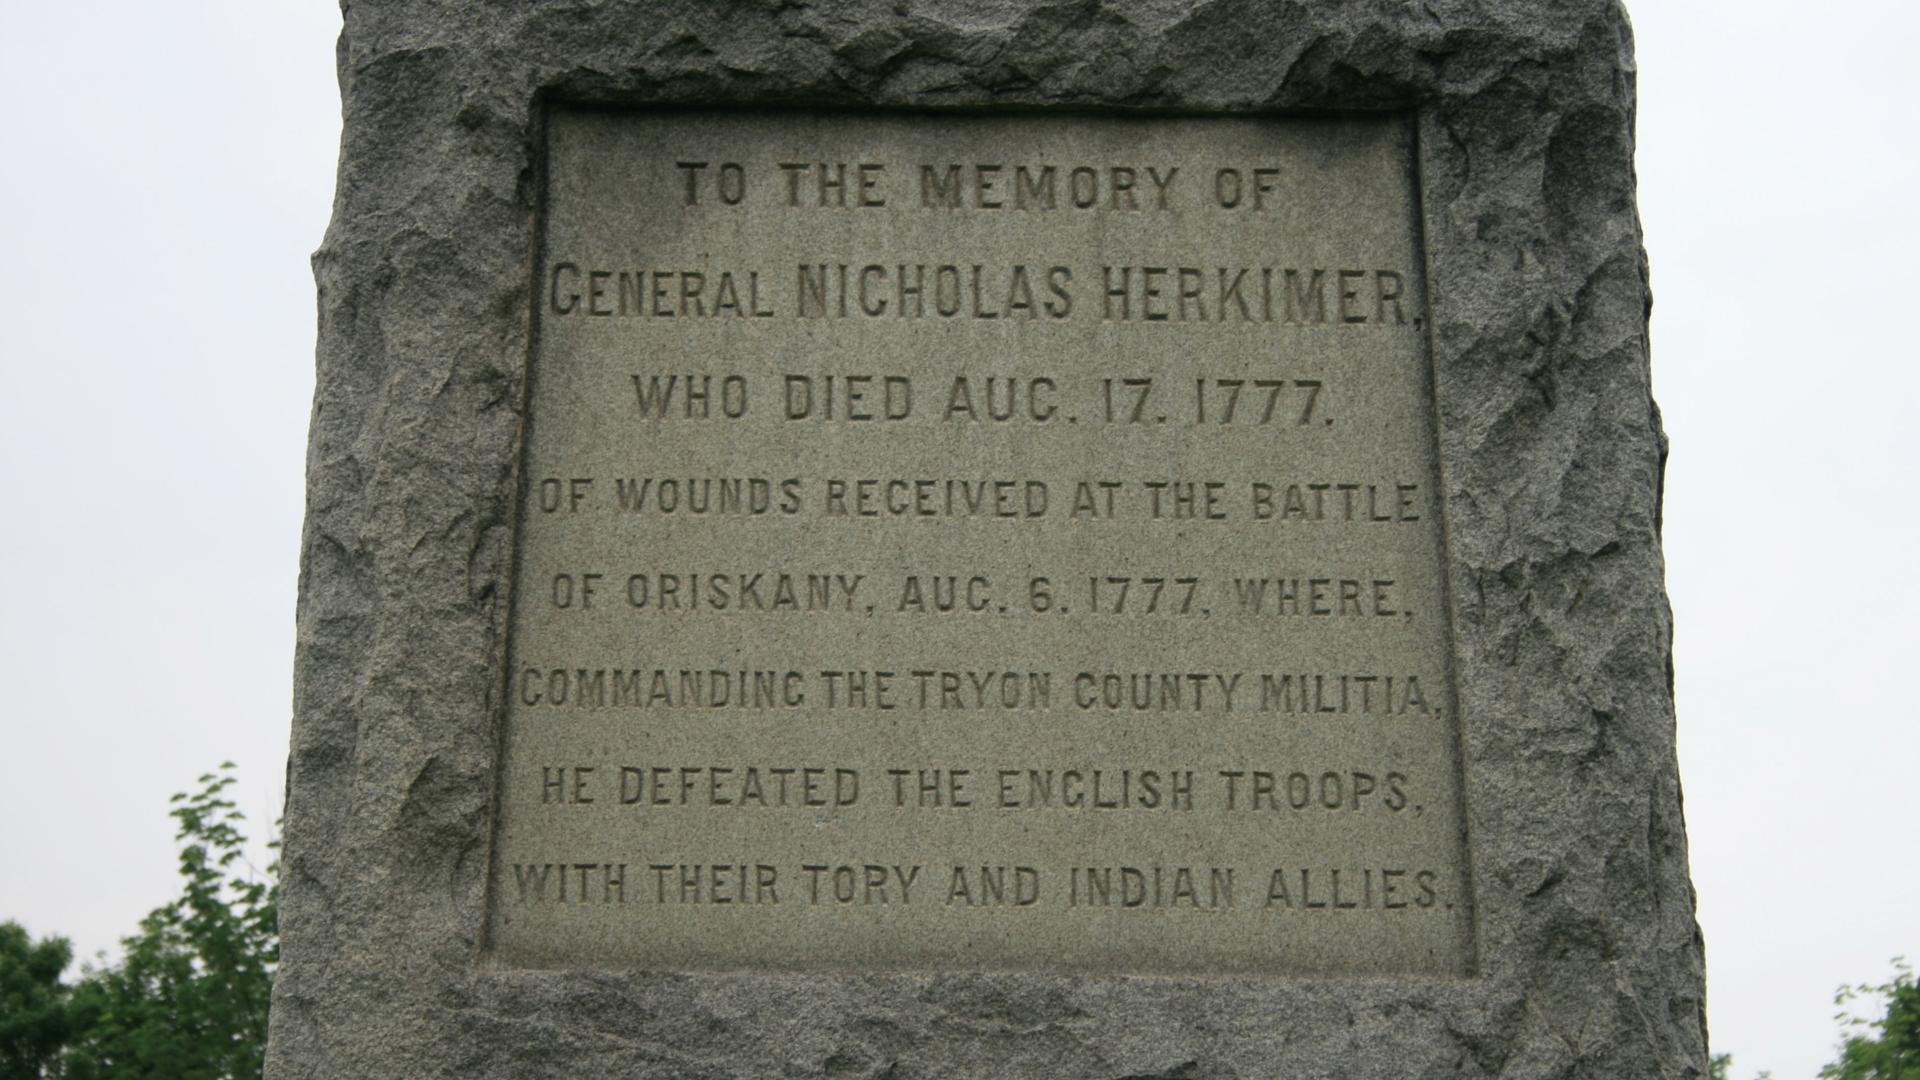 TO THE MEMORY OF
GENERAL NICHOLAS HERKIMER,
WHO DIED AUG. 17. 1777.
OF WOUNDS RECEIVED AT THE BATTLE
OF ORISKANY, AUG. 6. 1777, WHERE,
COMMANDING THE TRYON COUNTY MILITIA,
HE DEFEATED THE ENGLISH TROOPS,
WITH THEIR TORY AND INDIAN ALLIES.